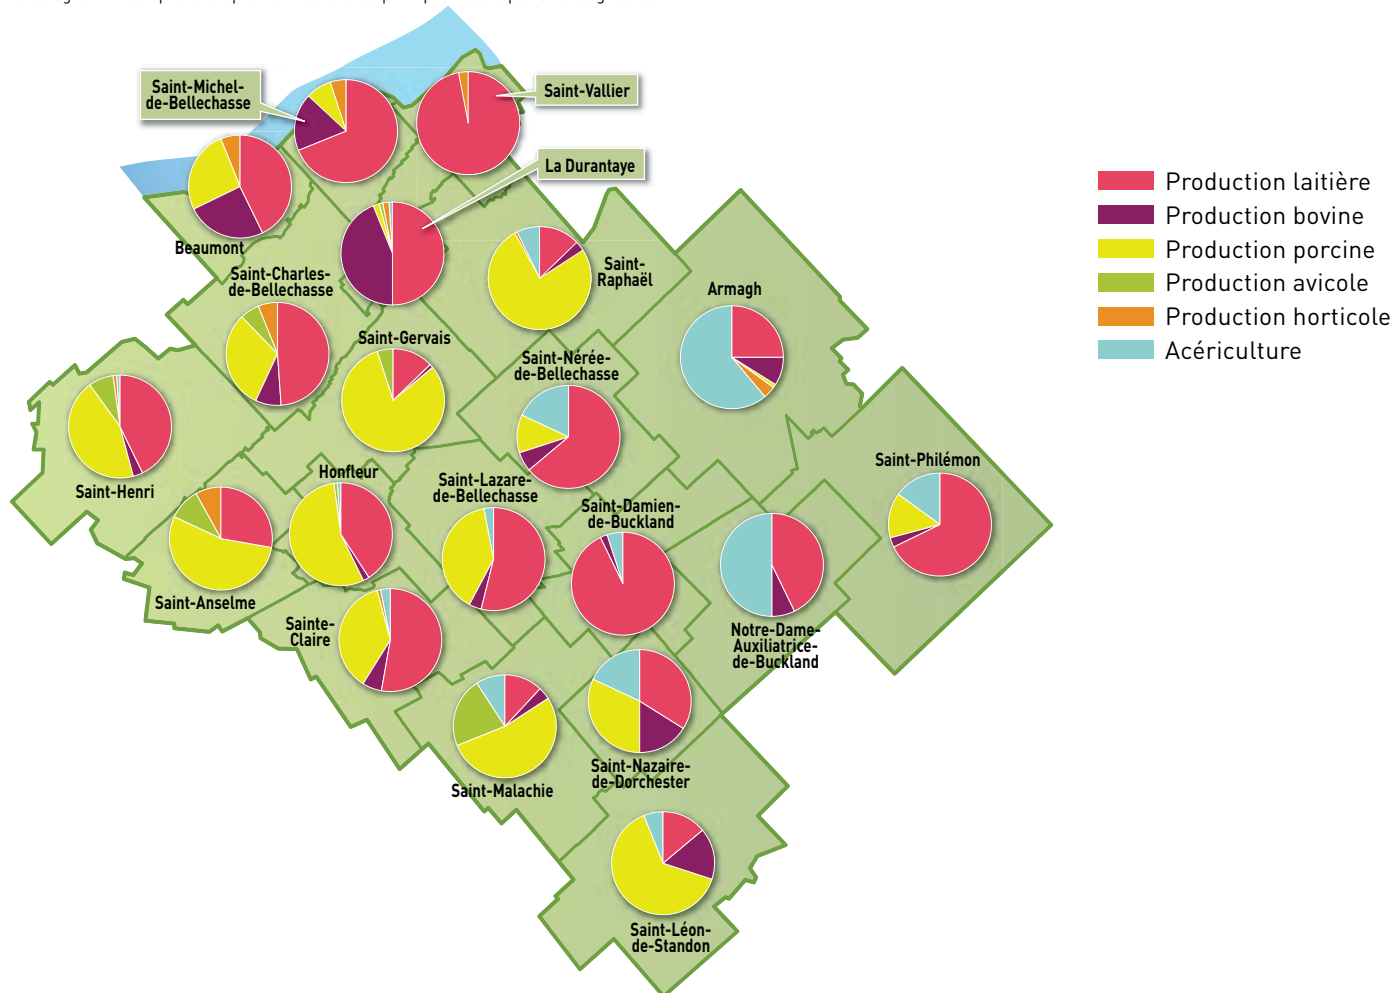 Saint-Michel-
de-Bellechasse
Saint-Vallier
La Durantaye
Beaumont
Saint-Charles-
de-Bellechasse
Saint-
Raphaël
Armagh
Saint-Gervais
Saint-Nérée-
de-Bellechasse
Saint-Henri
Honfleur
Saint-Lazare-
de-Bellechasse
Saint-Damien-
de-Buckland
Saint-Philémon
Saint-Anselme
Sainte-
Claire
Notre-Dame-
Auxiliatrice-
de-Buckland
Saint-Malachie
Saint-Nazaire-
de-Dorchester
Saint-Léon-
de-Standon
Production laitière
Production bovine
Production porcine
Production avicole
Production horticole
Acériculture